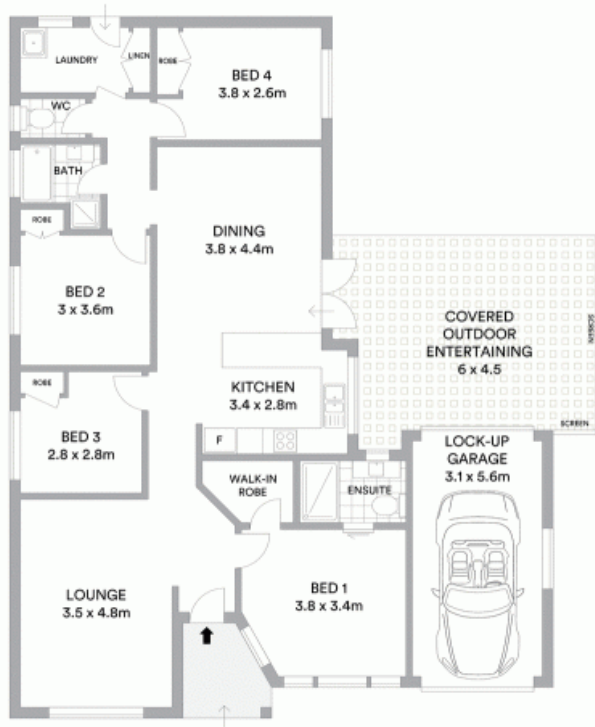 LAUNDRY
LINEN
ROBE
BED 4
3.8 x 2.6m
WC
BATH
ROBE
DINING
3.8 x 4.4m
BED 2
3 x 3.6m
COVERED
OUTDOOR
ENTERTAINING
6 x 4.5
SCREEN
SCREEN
KITCHEN
3.4 x 2.8m
F
ROBE
BED 3
2.8 x 2.8m
WALK-IN
ROBE
ENSUITE
LOCK-UP
GARAGE
3.1 x 5.6m
LOUNGE
3.5 x 4.8m
BED 1
3.8 x 3.4m